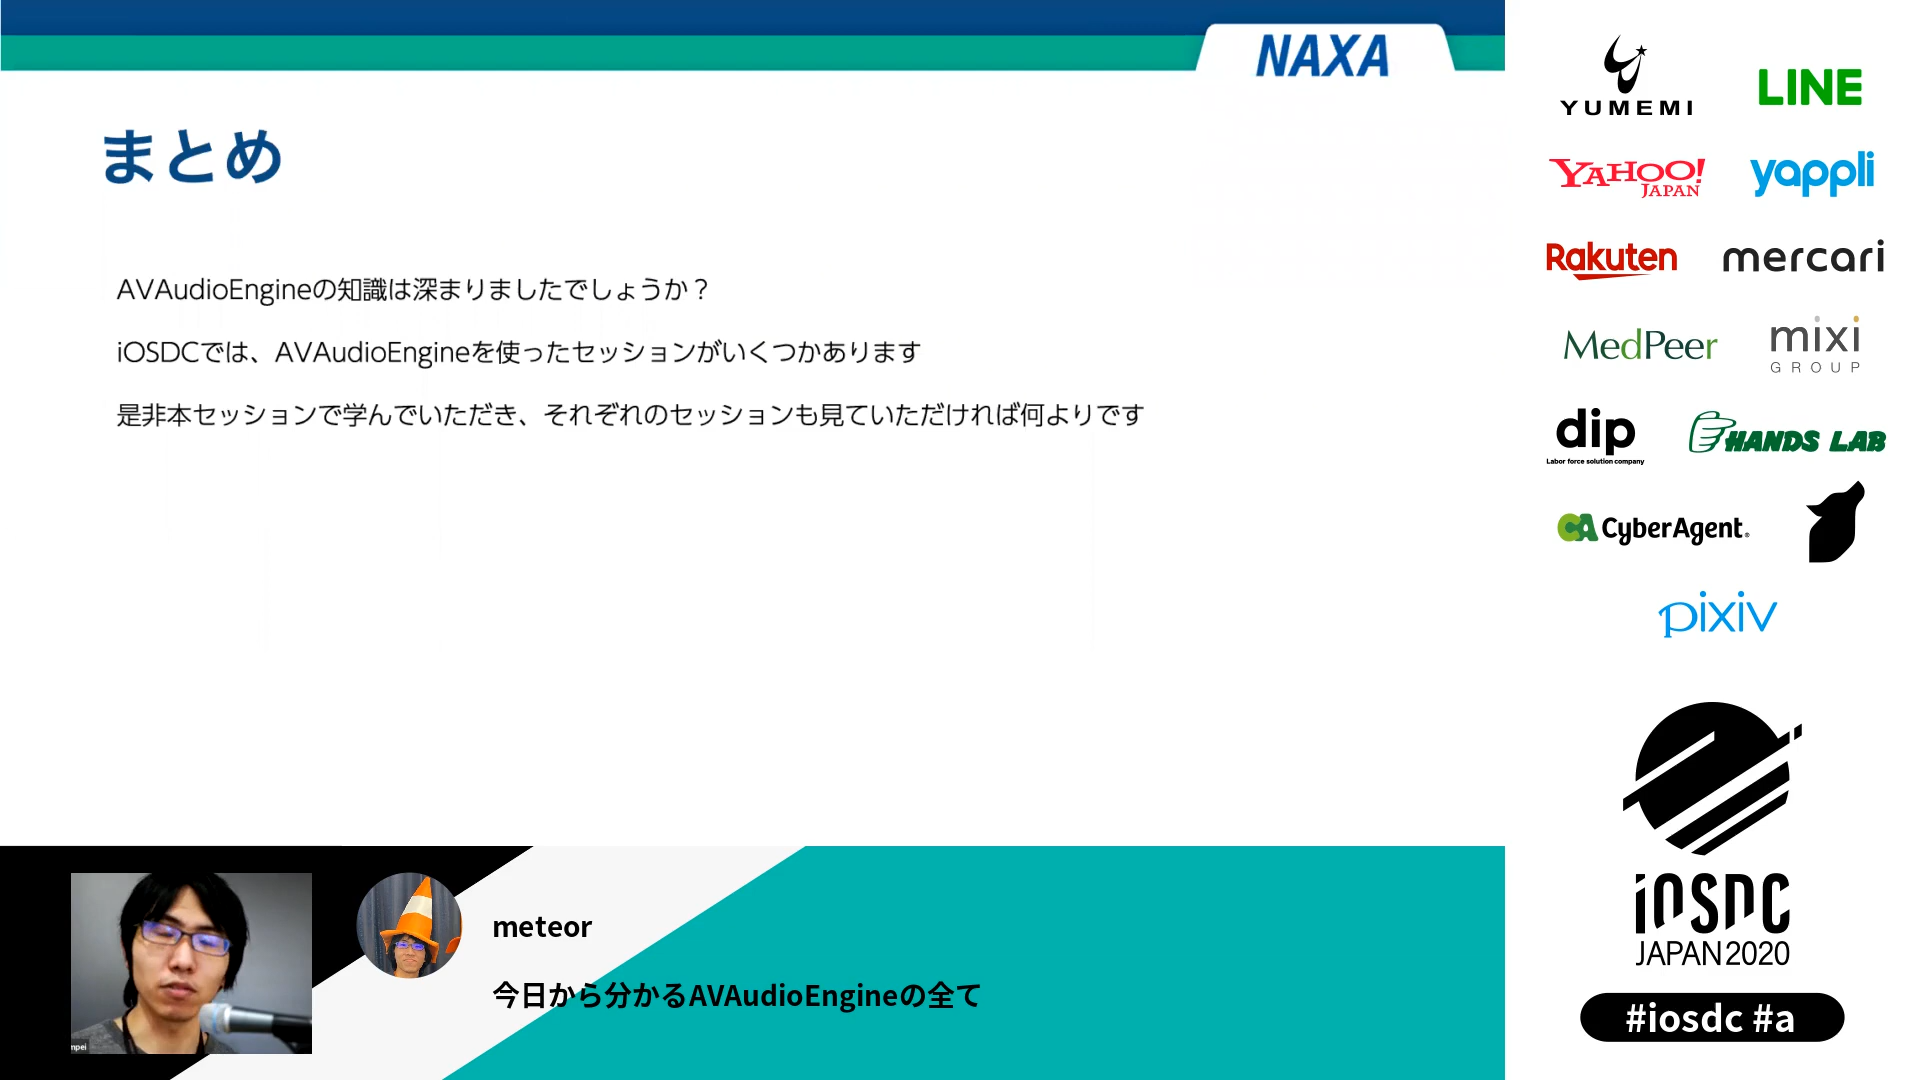 NAXA
まとめ
AVAudioEngineの知識は深まりましたでしょうか？
iOSDCでは、AVAudioEngineを使ったセッションがいくつかあります
是非本セッションで学んでいただき、それぞれのセッションも見ていただければ何よりです
mpei
meteor
今日から分かるAVAudioEngineの全て
YUMEMI
LINE
YAHOO!
JAPAN
yappli
Rakuten
mercari
MedPeer
mixi
GROUP
dip
Labor force solution company
HANDS LAB
CA CyberAgent
pixiv
iOSDC
JAPAN 2020
#iosdc #a